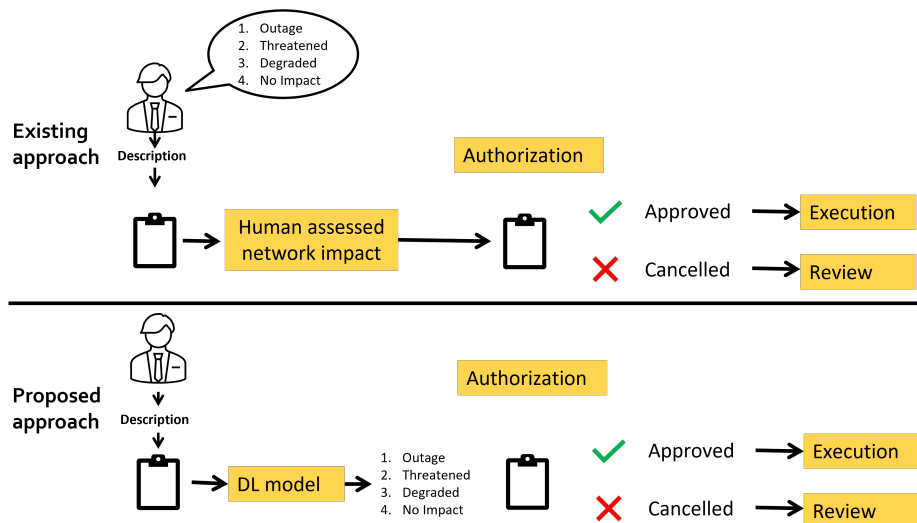 1. Outage
2. Threatened
3. Degraded
4. No Impact
Existing
approach
Description
Authorization
Human assessed
network impact
Approved
Execution
Cancelled
Review
Proposed
approach
Description
Authorization
DL model
1. Outage
2. Threatened
3. Degraded
4. No Impact
Approved
Execution
Cancelled
Review